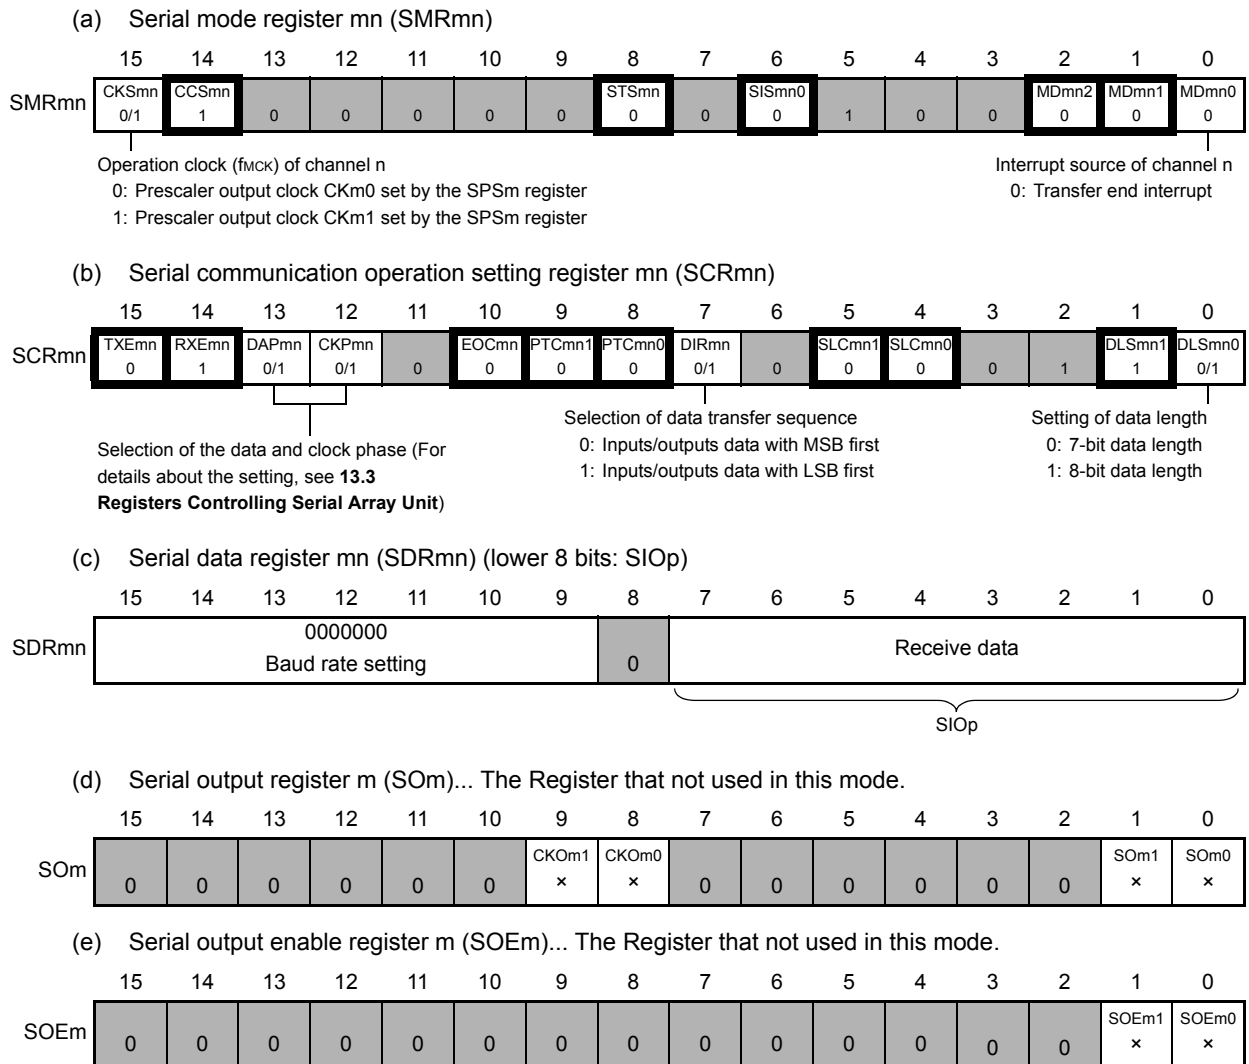 (a) Serial mode register mn (SMRmn)
15 14 13 12 11 10 9 8 7 6 5 4 3 2 1 0
CKSmn CCSmn STSmn SISmn0 MDmn2 MDmn1 MDmn0
SMRmn 0/1 1 0 0 0 0 0 0 0 0 1 0 0 0 0 0
Operation clock (fMCK) of channel n Interrupt source of channel n
0: Prescaler output clock CKm0 set by the SPSm register 0: Transfer end interrupt
1: Prescaler output clock CKm1 set by the SPSm register
(b) Serial communication operation setting register mn (SCRmn)
15 14 13 12 11 10 9 8 7 6 5 4 3 2 1 0
TXEmn RXEmn DAPmn CKPmn EOCmn PTCmn1 PTCmn0 DIRmn SLCmn1 SLCmn0 DLSmn1 DLSmn0
SCRmn 0 1 0/1 0/1 0 0 0 0 0/1 0 0 0 0 1 1 0/1
Selection of data transfer sequence Setting of data length
Selection of the data and clock phase (For 0: Inputs/outputs data with MSB first 0: 7-bit data length
details about the setting, see 13.3 1: Inputs/outputs data with LSB first 1: 8-bit data length
Registers Controlling Serial Array Unit)
(c) Serial data register mn (SDRmn) (lower 8 bits: SIOp)
15 14 13 12 11 10 9 8 7 6 5 4 3 2 1 0
0000000
SDRmn Baud rate setting 0 Receive data
SIOp
(d) Serial output register m (SOm)... The Register that not used in this mode.
15 14 13 12 11 10 9 8 7 6 5 4 3 2 1 0
CKOm1 CKOm0 SOm1 SOm0
SOm 0 0 0 0 0 0 × × 0 0 0 0 0 0 × ×
(e) Serial output enable register m (SOEm)... The Register that not used in this mode.
15 14 13 12 11 10 9 8 7 6 5 4 3 2 1 0
SOEm1 SOEm0
SOEm 0 0 0 0 0 0 0 0 0 0 0 0 0 0 × ×